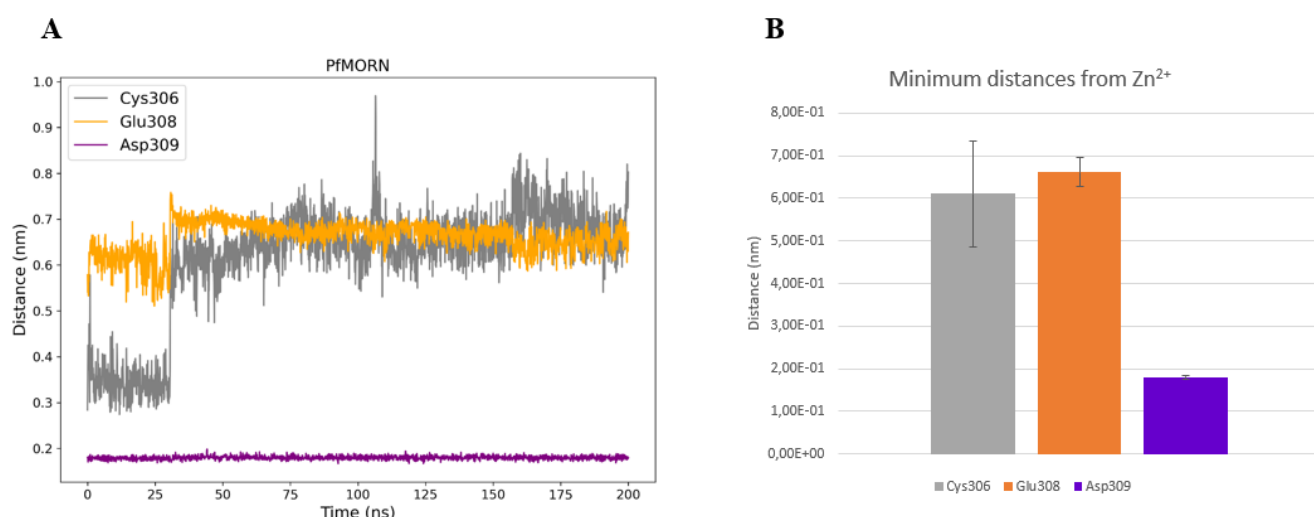 A
PfMORN
Distance (nm)
1.0
0.9
0.8
0.7
0.6
0.5
0.4
0.3
0.2
Cys306
Glu308
Asp309
0 25 50 75 100 125 150 175 200
Time (ns)
B
Minimum distances from Zn²⁺
Distance (nm)
8,00E-01
7,00E-01
6,00E-01
5,00E-01
4,00E-01
3,00E-01
2,00E-01
1,00E-01
0,00E+00
Cys306 Glu308 Asp309